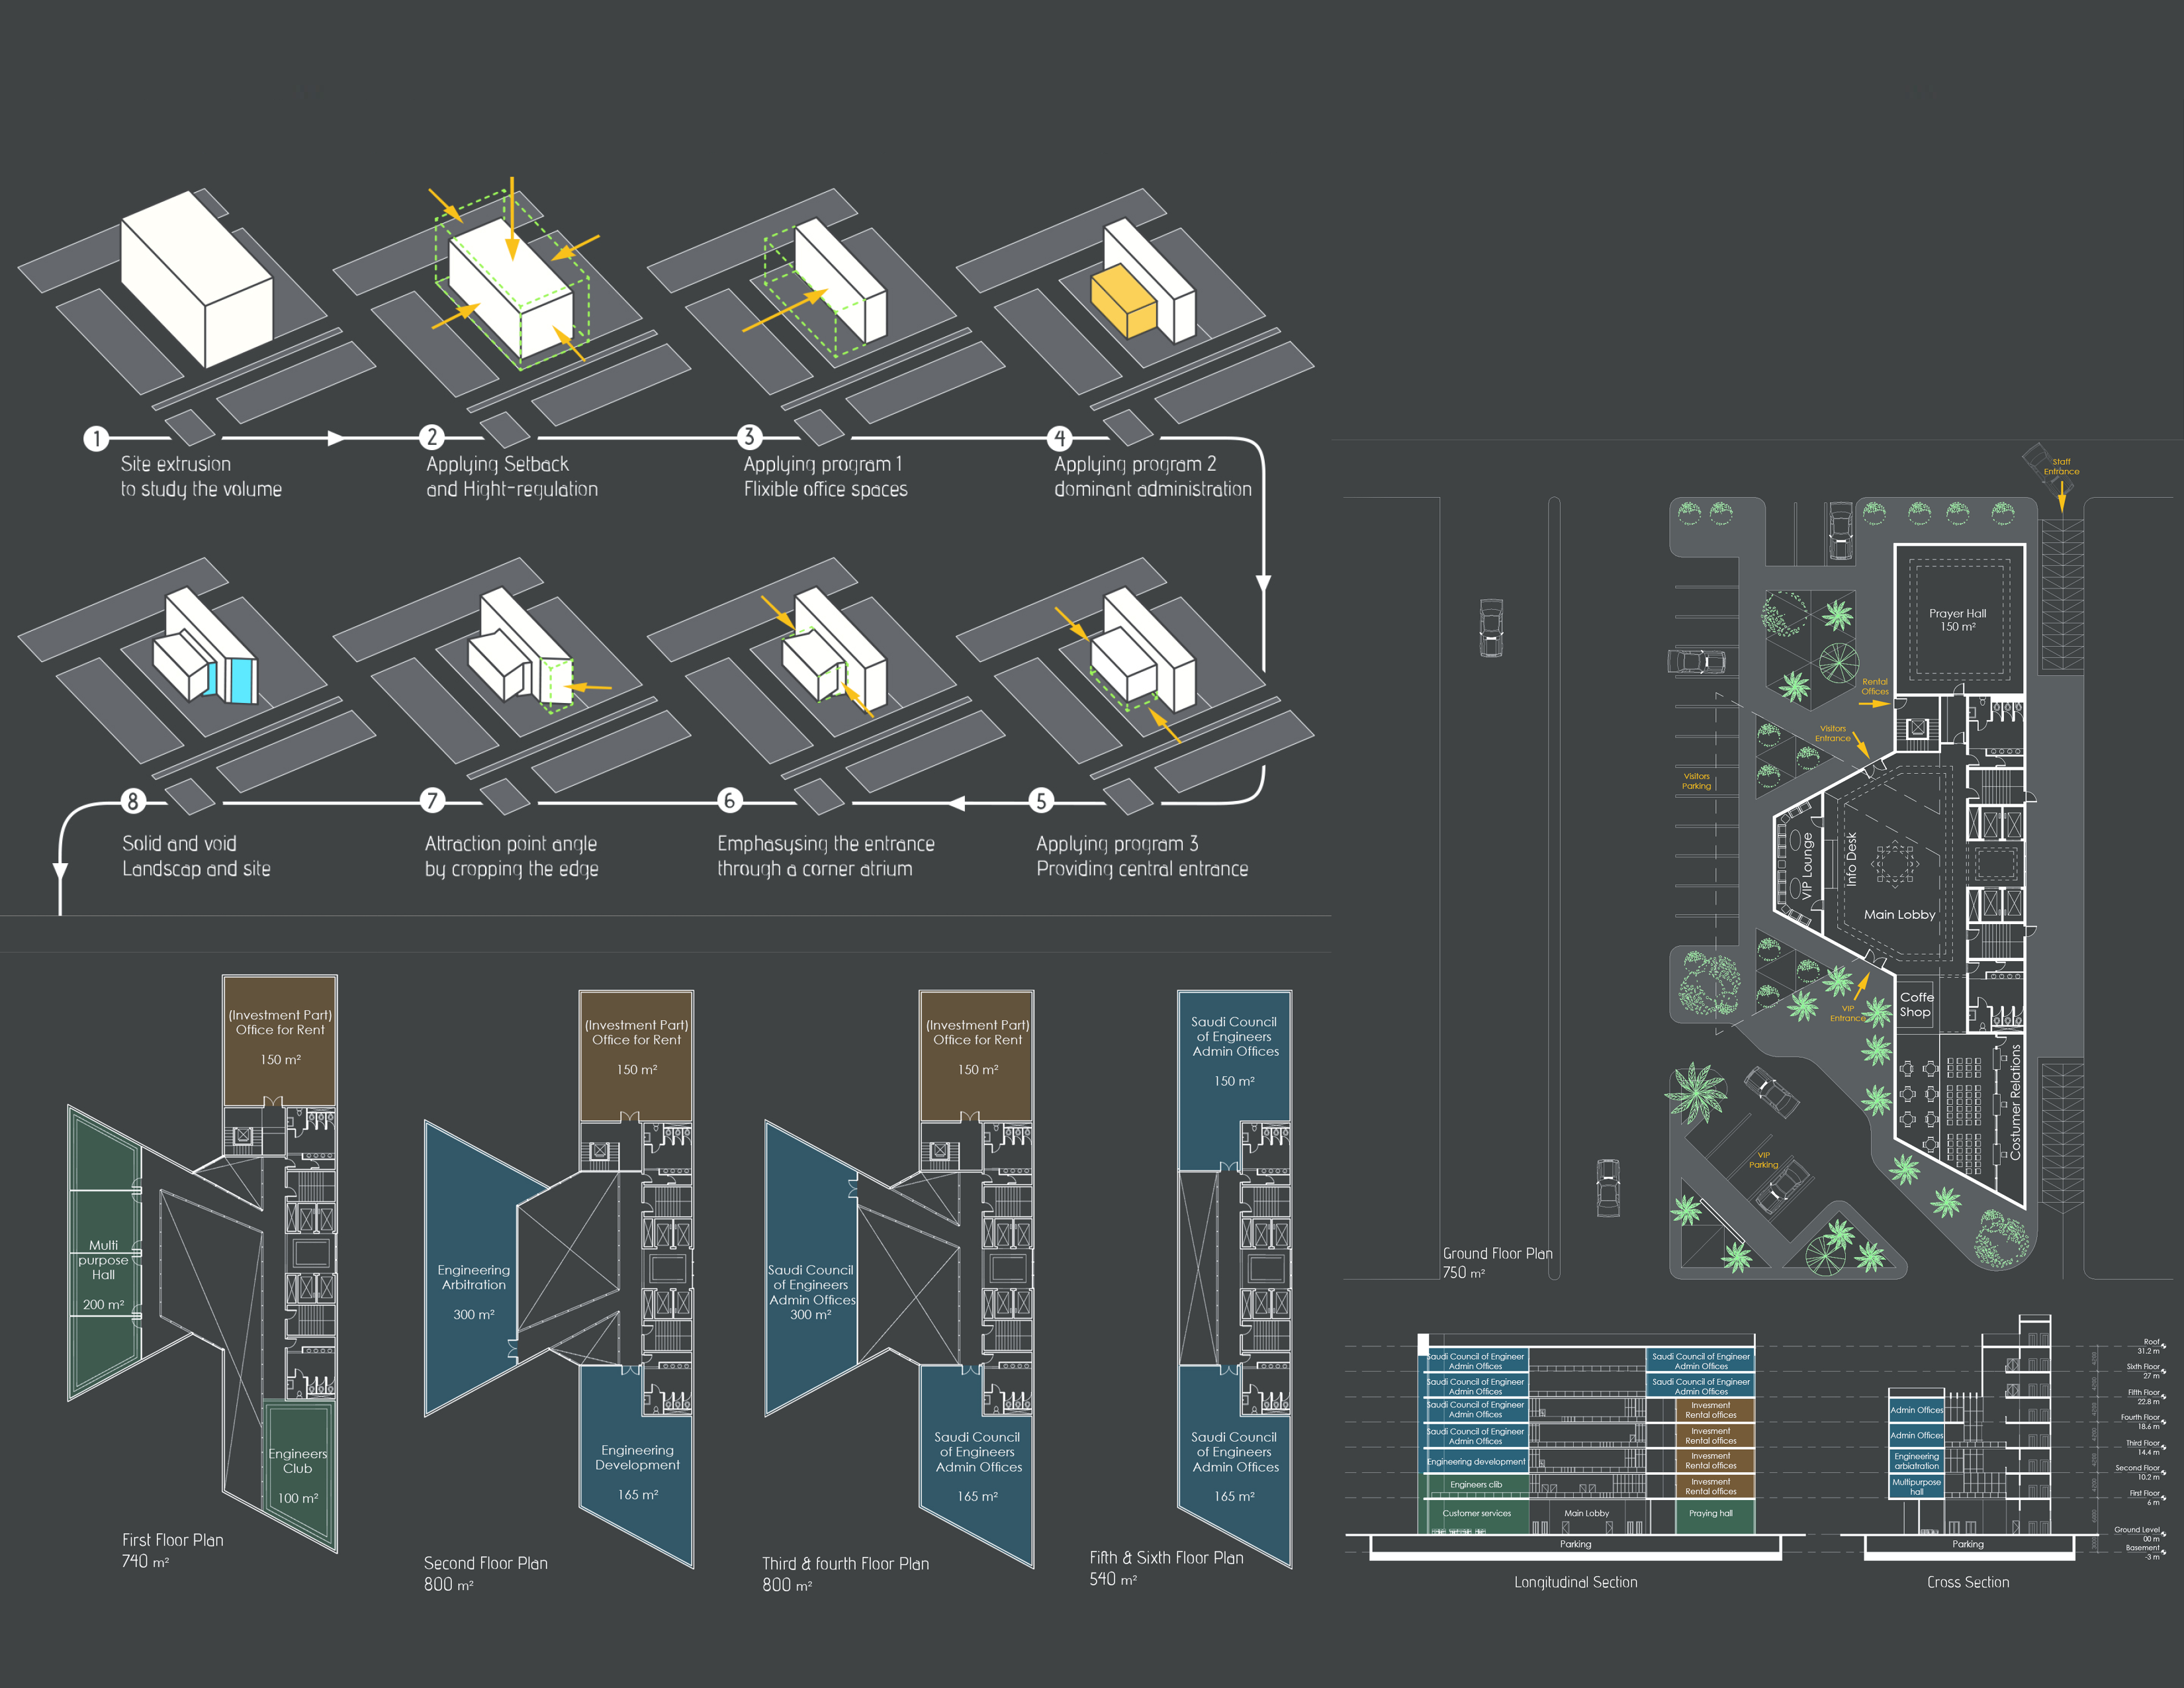 1
Site extrusion
to study the volume
2
Applying Setback
and Hight-regulation
3
Applying program 1
Flixible office spaces
4
Applying program 2
dominant administration
8
Solid and void
Landscap and site
7
Attraction point angle
by cropping the edge
6
Emphasysing the entrance
through a corner atrium
5
Applying program 3
Providing central entrance
(Investment Part)
Office for Rent
150 m²
Multi
purpose
Hall
200 m²
Engineers
Club
100 m²
First Floor Plan
740 m²
(Investment Part)
Office for Rent
150 m²
Engineering
Arbitration
300 m²
Engineering
Development
165 m²
Second Floor Plan
800 m²
(Investment Part)
Office for Rent
150 m²
Saudi Council
of Engineers
Admin Offices
300 m²
Saudi Council
of Engineers
Admin Offices
165 m²
Third & fourth Floor Plan
800 m²
Saudi Council
of Engineers
Admin Offices
150 m²
Saudi Council
of Engineers
Admin Offices
165 m²
Fifth & Sixth Floor Plan
540 m²
Staff
Entrance
Prayer Hall
150 m²
Rental
Offices
Visitors
Entrance
Visitors
Parking
VIP Lounge
Info Desk
Main Lobby
Coffe
Shop
VIP
Entrance
Costumer Relations
VIP
Parking
Ground Floor Plan
750 m²
Saudi Council of Engineer
Admin Offices
Saudi Council of Engineer
Admin Offices
Saudi Council of Engineer
Admin Offices
Saudi Council of Engineer
Admin Offices
Saudi Council of Engineer
Admin Offices
Invesment
Rental offices
Saudi Council of Engineer
Admin Offices
Invesment
Rental offices
Engineering development
Invesment
Rental offices
Engineers clib
Invesment
Rental offices
Customer services
Main Lobby
Praying hall
Parking
Longitudinal Section
Admin Offices
Admin Offices
Engineering
arbiatration
Multipurpose
hall
Parking
Cross Section
Roof
31.2 m
Sixth Floor
27 m
Fifth Floor
22.8 m
Fourth Floor
18.6 m
Third Floor
14.4 m
Second Floor
10.2 m
First Floor
6 m
Ground Level
00 m
Basement
-3 m